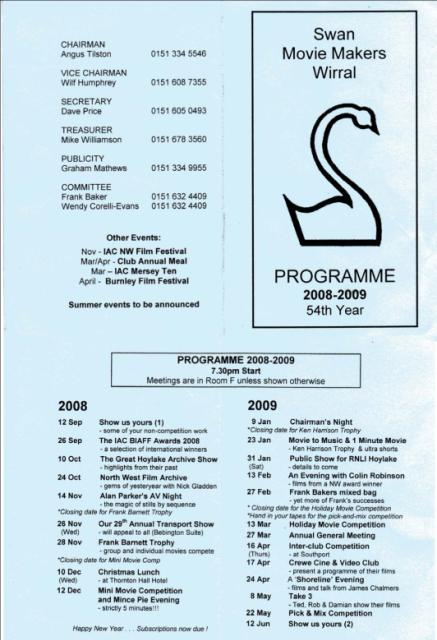 CHAIRMAN
Angus Tilston 0151 334 5546
VICE CHAIRMAN
Wilf Humphrey 0151 608 7355
SECRETARY
Dave Price 0151 605 0493
TREASURER
Mike Williamson 0151 678 3560
PUBLICITY
Graham Mathews 0151 334 9955
COMMITTEE
Frank Baker 0151 632 4409
Wendy Corelli-Evans 0151 632 4409
Other Events:
Nov - IAC NW Film Festival
Mar/Apr - Club Annual Meal
Mar – IAC Mersey Ten
April - Burnley Film Festival
Summer events to be announced
Swan
Movie Makers
Wirral
PROGRAMME
2008-2009
54th Year
PROGRAMME 2008-2009
7.30pm Start
Meetings are in Room F unless shown otherwise
2008
12 Sep Show us yours (1)
- some of your non-competition work
26 Sep The IAC BIAFF Awards 2008
- a selection of international winners
10 Oct The Great Hoylake Archive Show
- highlights from their past
24 Oct North West Film Archive
- gems of yesteryear with Nick Gladden
14 Nov Alan Parker's AV Night
- the magic of stills by sequence
*Closing date for Frank Barnett Trophy
26 Nov Our 29th Annual Transport Show
(Wed) - will appeal to all (Bebington Suite)
28 Nov Frank Barnett Trophy
- group and individual movies compete
*Closing date for Mini Movie Comp
10 Dec Christmas Lunch
(Wed) - at Thornton Hall Hotel
12 Dec Mini Movie Competition
and Mince Pie Evening
- strictly 5 minutes!!!
Happy New Year . . . Subscriptions now due !
2009
9 Jan Chairman's Night
*Closing date for Ken Harrison Trophy
23 Jan Movie to Music & 1 Minute Movie
- Ken Harrison Trophy & ultra shorts
31 Jan Public Show for RNLI Hoylake
(Sat) - details to come
13 Feb An Evening with Colin Robinson
- films from a NW award winner
27 Feb Frank Bakers mixed bag
- yet more of Frank's successes
* Closing date for the Holiday Movie Competition
*Hand in your tapes for the pick-and-mix competition
13 Mar Holiday Movie Competition
27 Mar Annual General Meeting
16 Apr Inter-club Competition
(Thurs) - at Southport
17 Apr Crewe Cine & Video Club
- present a programme of their films
24 Apr A 'Shoreline' Evening
- films and talk from James Chalmers
8 May Take 3
- Ted, Rob & Damian show their films
22 May Pick & Mix Competition
12 Jun Show us yours (2)